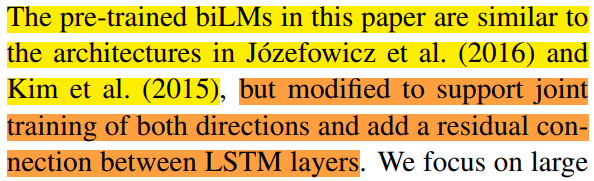 The pre-trained biLMs in this paper are similar to
the architectures in Józefowicz et al. (2016) and
Kim et al. (2015), but modified to support joint
training of both directions and add a residual con-
nection between LSTM layers. We focus on large